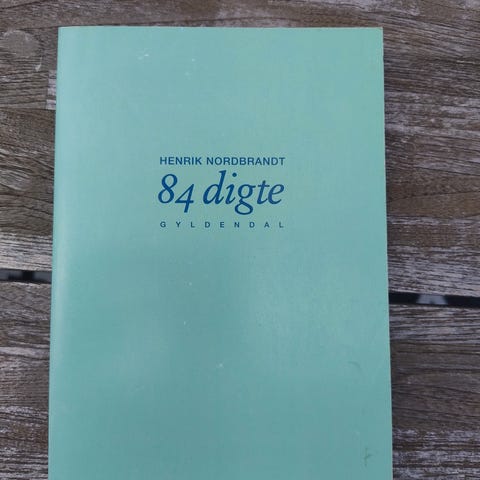 HENRIK NORDBRANDT
84 digte
GYLDENDAL